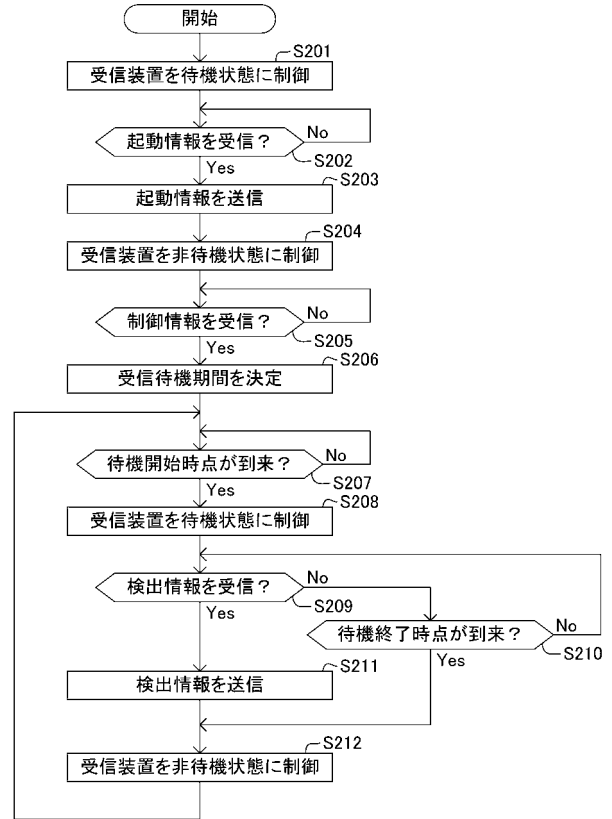 開始
S201
受信装置を待機状態に制御
起動情報を受信？
No
S202
Yes
S203
起動情報を送信
S204
受信装置を非待機状態に制御
制御情報を受信？
No
S205
Yes
S206
受信待機期間を決定
待機開始時点が到来？
No
S207
Yes
S208
受信装置を待機状態に制御
検出情報を受信？
No
S209
Yes
待機終了時点が到来？
No
S210
Yes
S211
検出情報を送信
S212
受信装置を非待機状態に制御